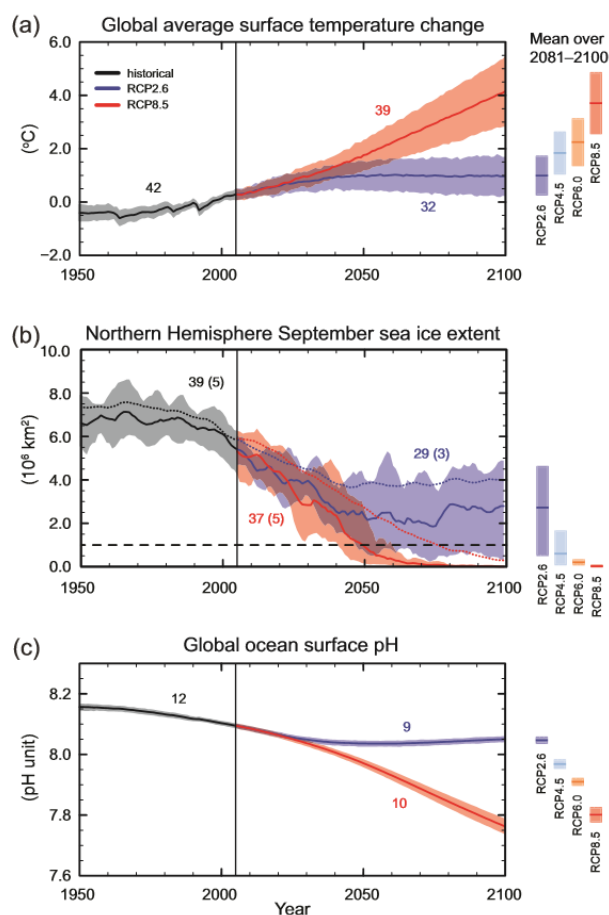 (a) Global average surface temperature change
Mean over
2081–2100
6.0
4.0
2.0
0.0
−2.0
(°C)
historical
RCP2.6
RCP8.5
42
39
32
1950 2000 2050 2100
RCP2.6
RCP4.5
RCP6.0
RCP8.5
(b) Northern Hemisphere September sea ice extent
10.0
8.0
6.0
4.0
2.0
0.0
(10⁶ km²)
39 (5)
29 (3)
37 (5)
1950 2000 2050 2100
RCP2.6
RCP4.5
RCP6.0
RCP8.5
(c) Global ocean surface pH
8.2
8.0
7.8
7.6
(pH unit)
12
9
10
1950 2000 2050 2100
Year
RCP2.6
RCP4.5
RCP6.0
RCP8.5